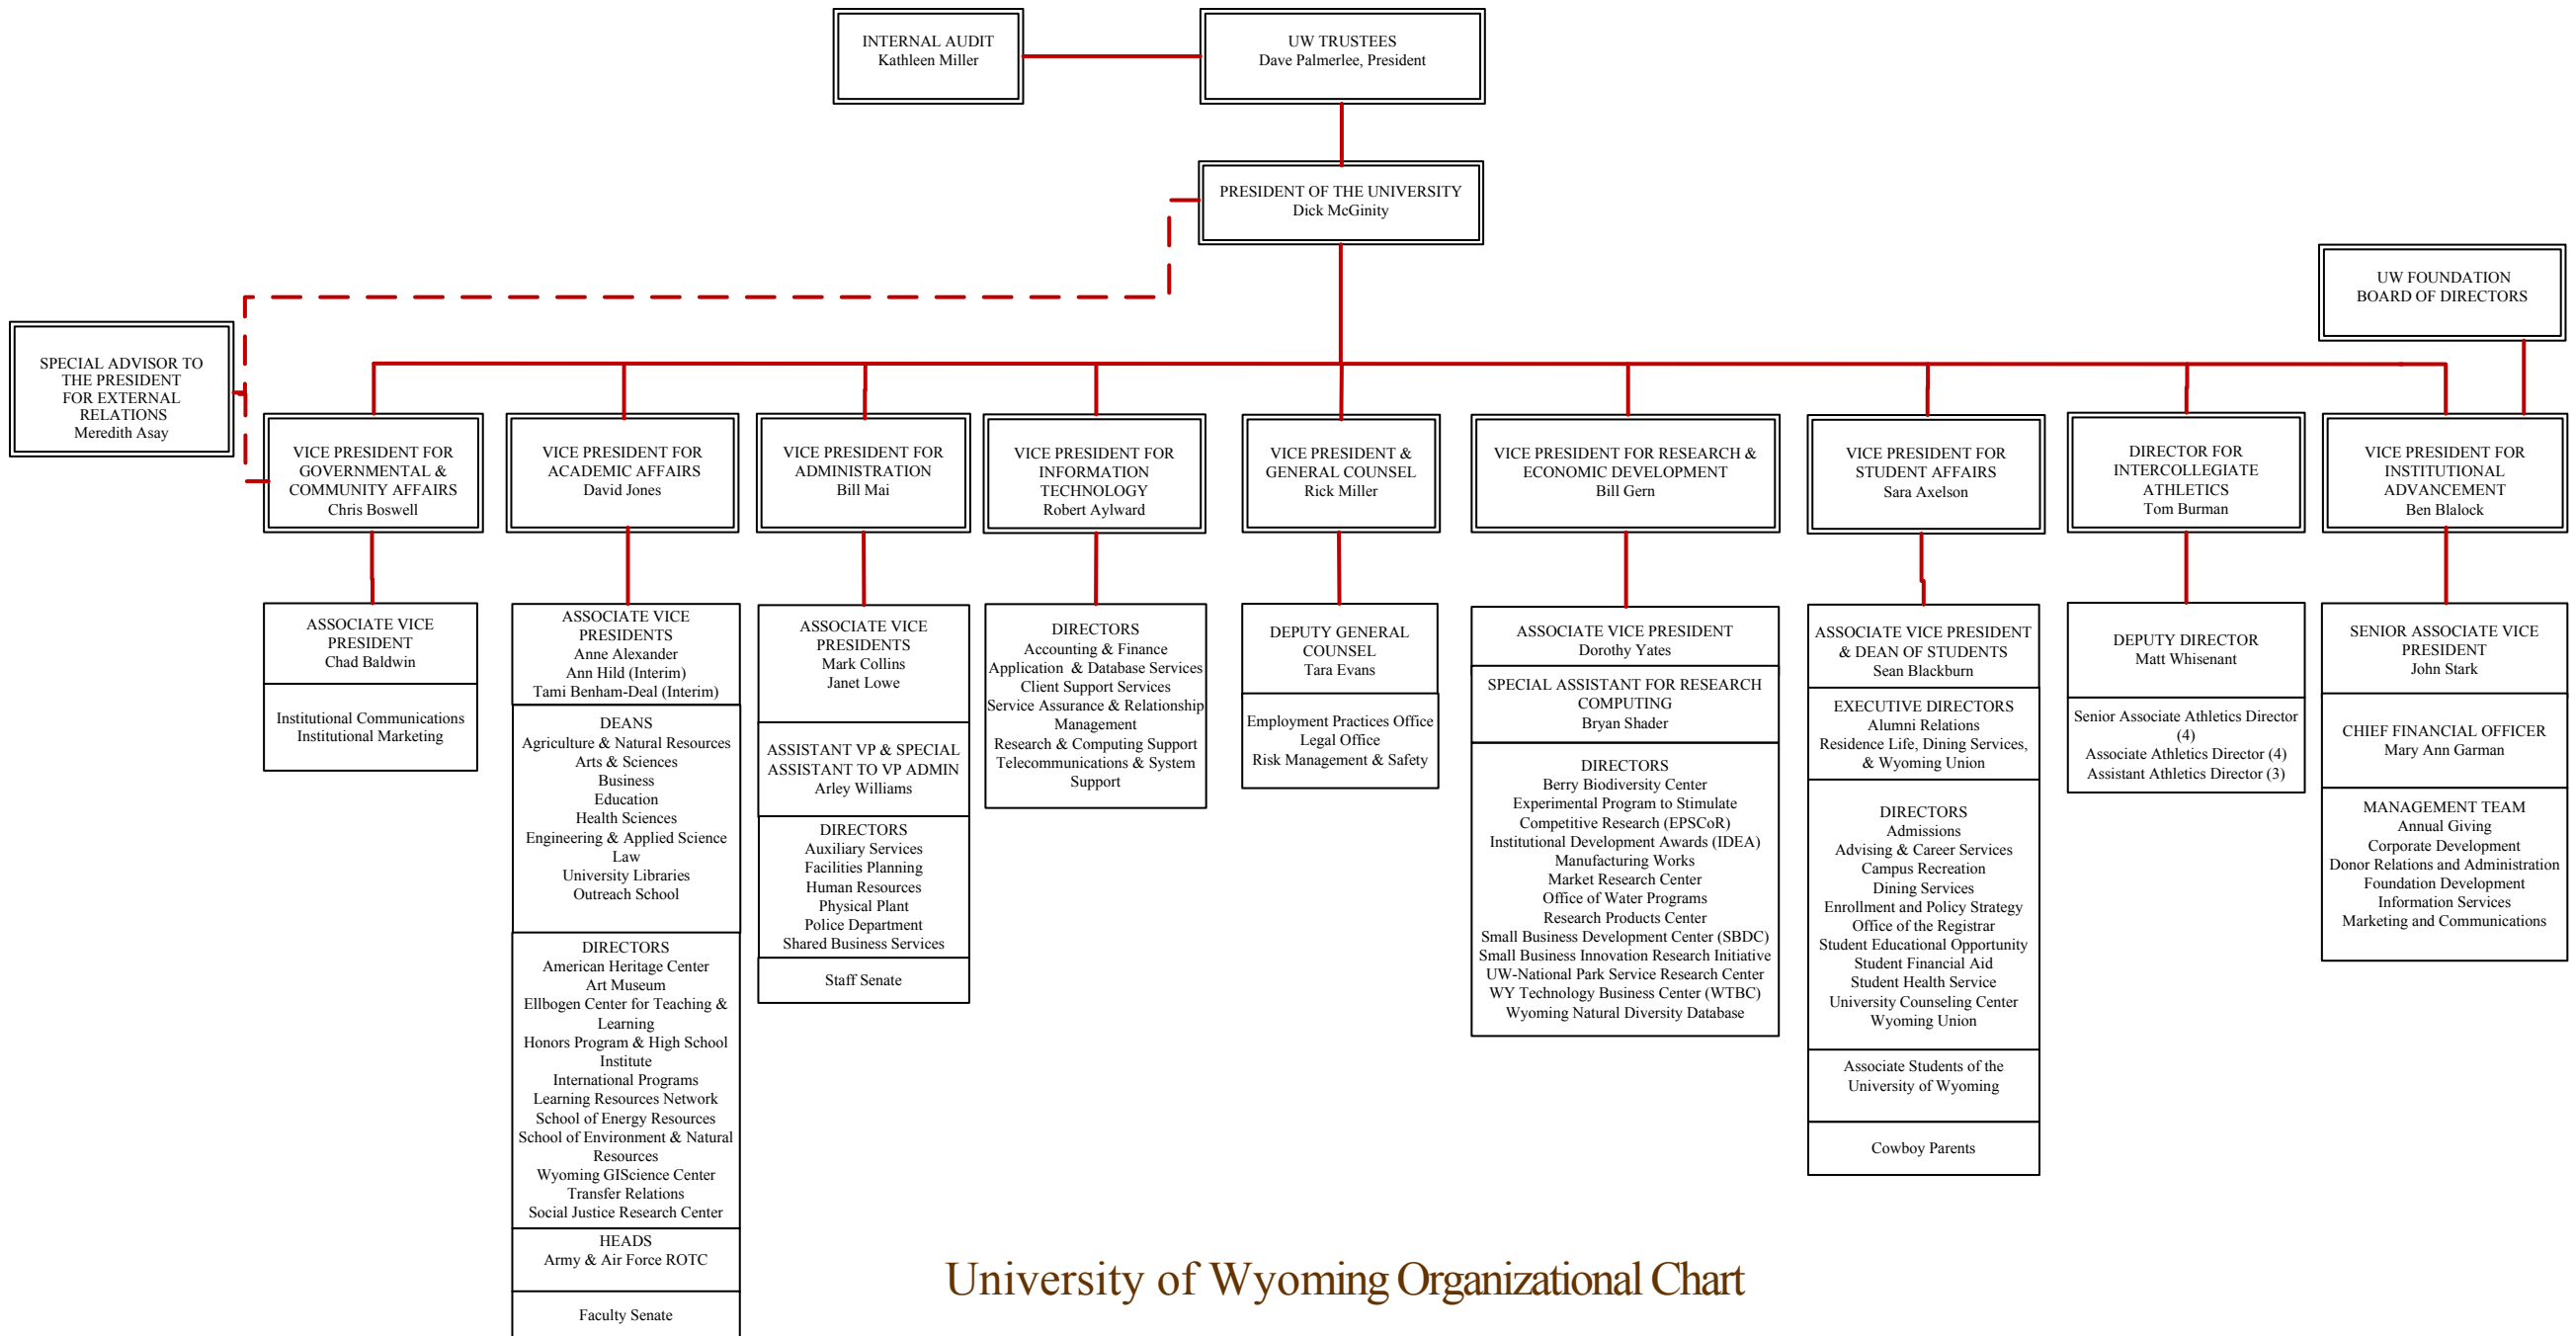 INTERNAL AUDIT
Kathleen Miller
UW TRUSTEES
Dave Palmerlee, President
PRESIDENT OF THE UNIVERSITY
Dick McGinity
UW FOUNDATION
BOARD OF DIRECTORS
SPECIAL ADVISOR TO
THE PRESIDENT
FOR EXTERNAL
RELATIONS
Meredith Asay
VICE PRESIDENT FOR
GOVERNMENTAL &
COMMUNITY AFFAIRS
Chris Boswell
VICE PRESIDENT FOR
ACADEMIC AFFAIRS
David Jones
VICE PRESIDENT FOR
ADMINISTRATION
Bill Mai
VICE PRESIDENT FOR
INFORMATION
TECHNOLOGY
Robert Aylward
VICE PRESIDENT &
GENERAL COUNSEL
Rick Miller
VICE PRESIDENT FOR RESEARCH &
ECONOMIC DEVELOPMENT
Bill Gern
VICE PRESIDENT FOR
STUDENT AFFAIRS
Sara Axelson
DIRECTOR FOR
INTERCOLLEGIATE
ATHLETICS
Tom Burman
VICE PRESIDENT FOR
INSTITUTIONAL
ADVANCEMENT
Ben Blalock
ASSOCIATE VICE
PRESIDENT
Chad Baldwin
Institutional Communications
Institutional Marketing
ASSOCIATE VICE
PRESIDENTS
Anne Alexander
Ann Hild (Interim)
Tami Benham-Deal (Interim)
DEANS
Agriculture & Natural Resources
Arts & Sciences
Business
Education
Health Sciences
Engineering & Applied Science
Law
University Libraries
Outreach School
DIRECTORS
American Heritage Center
Art Museum
Ellbogen Center for Teaching &
Learning
Honors Program & High School
Institute
International Programs
Learning Resources Network
School of Energy Resources
School of Environment & Natural
Resources
Wyoming GIScience Center
Transfer Relations
Social Justice Research Center
HEADS
Army & Air Force ROTC
Faculty Senate
ASSOCIATE VICE
PRESIDENTS
Mark Collins
Janet Lowe
ASSISTANT VP & SPECIAL
ASSISTANT TO VP ADMIN
Arley Williams
DIRECTORS
Auxiliary Services
Facilities Planning
Human Resources
Physical Plant
Police Department
Shared Business Services
Staff Senate
DIRECTORS
Accounting & Finance
Application & Database Services
Client Support Services
Service Assurance & Relationship
Management
Research & Computing Support
Telecommunications & System
Support
DEPUTY GENERAL
COUNSEL
Tara Evans
Employment Practices Office
Legal Office
Risk Management & Safety
ASSOCIATE VICE PRESIDENT
Dorothy Yates
SPECIAL ASSISTANT FOR RESEARCH
COMPUTING
Bryan Shader
DIRECTORS
Berry Biodiversity Center
Experimental Program to Stimulate
Competitive Research (EPSCoR)
Institutional Development Awards (IDEA)
Manufacturing Works
Market Research Center
Office of Water Programs
Research Products Center
Small Business Development Center (SBDC)
Small Business Innovation Research Initiative
UW-National Park Service Research Center
WY Technology Business Center (WTBC)
Wyoming Natural Diversity Database
ASSOCIATE VICE PRESIDENT
& DEAN OF STUDENTS
Sean Blackburn
EXECUTIVE DIRECTORS
Alumni Relations
Residence Life, Dining Services,
& Wyoming Union
DIRECTORS
Admissions
Advising & Career Services
Campus Recreation
Dining Services
Enrollment and Policy Strategy
Office of the Registrar
Student Educational Opportunity
Student Financial Aid
Student Health Service
University Counseling Center
Wyoming Union
Associate Students of the
University of Wyoming
Cowboy Parents
DEPUTY DIRECTOR
Matt Whisenant
Senior Associate Athletics Director
(4)
Associate Athletics Director (4)
Assistant Athletics Director (3)
SENIOR ASSOCIATE VICE
PRESIDENT
John Stark
CHIEF FINANCIAL OFFICER
Mary Ann Garman
MANAGEMENT TEAM
Annual Giving
Corporate Development
Donor Relations and Administration
Foundation Development
Information Services
Marketing and Communications
University of Wyoming Organizational Chart